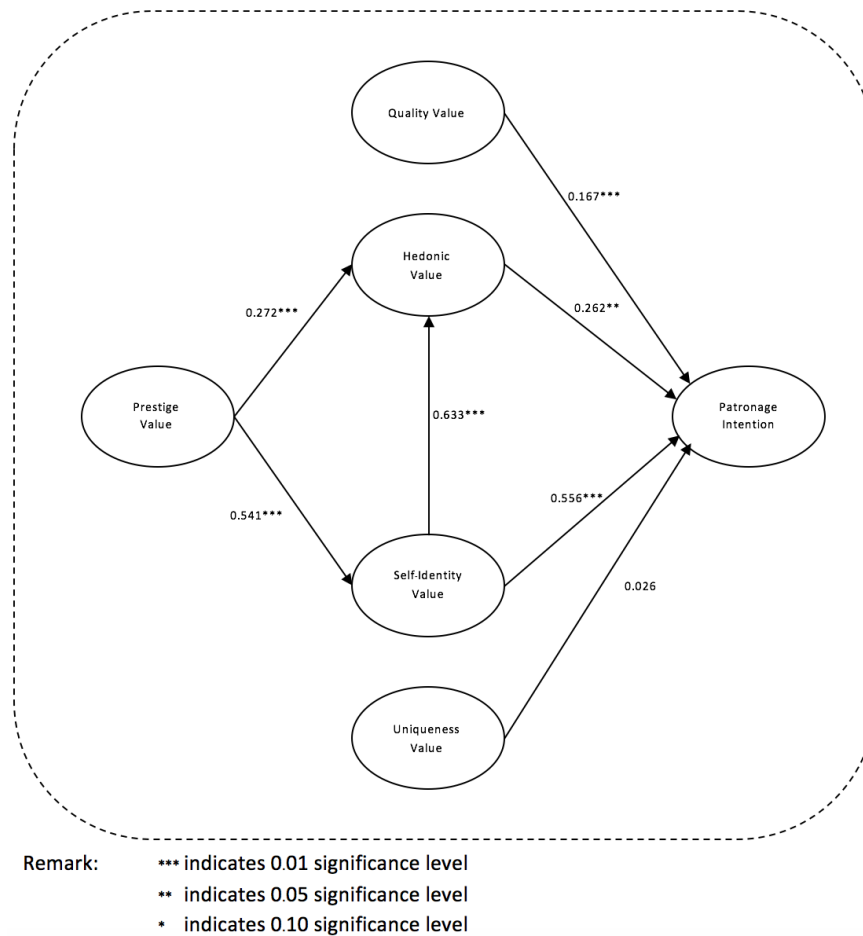 Quality Value
0.167***
Hedonic
Value
0.272***
0.262**
Prestige
Value
0.633***
Patronage
Intention
0.541***
0.556***
Self-Identity
Value
0.026
Uniqueness
Value
Remark: *** indicates 0.01 significance level
** indicates 0.05 significance level
* indicates 0.10 significance level